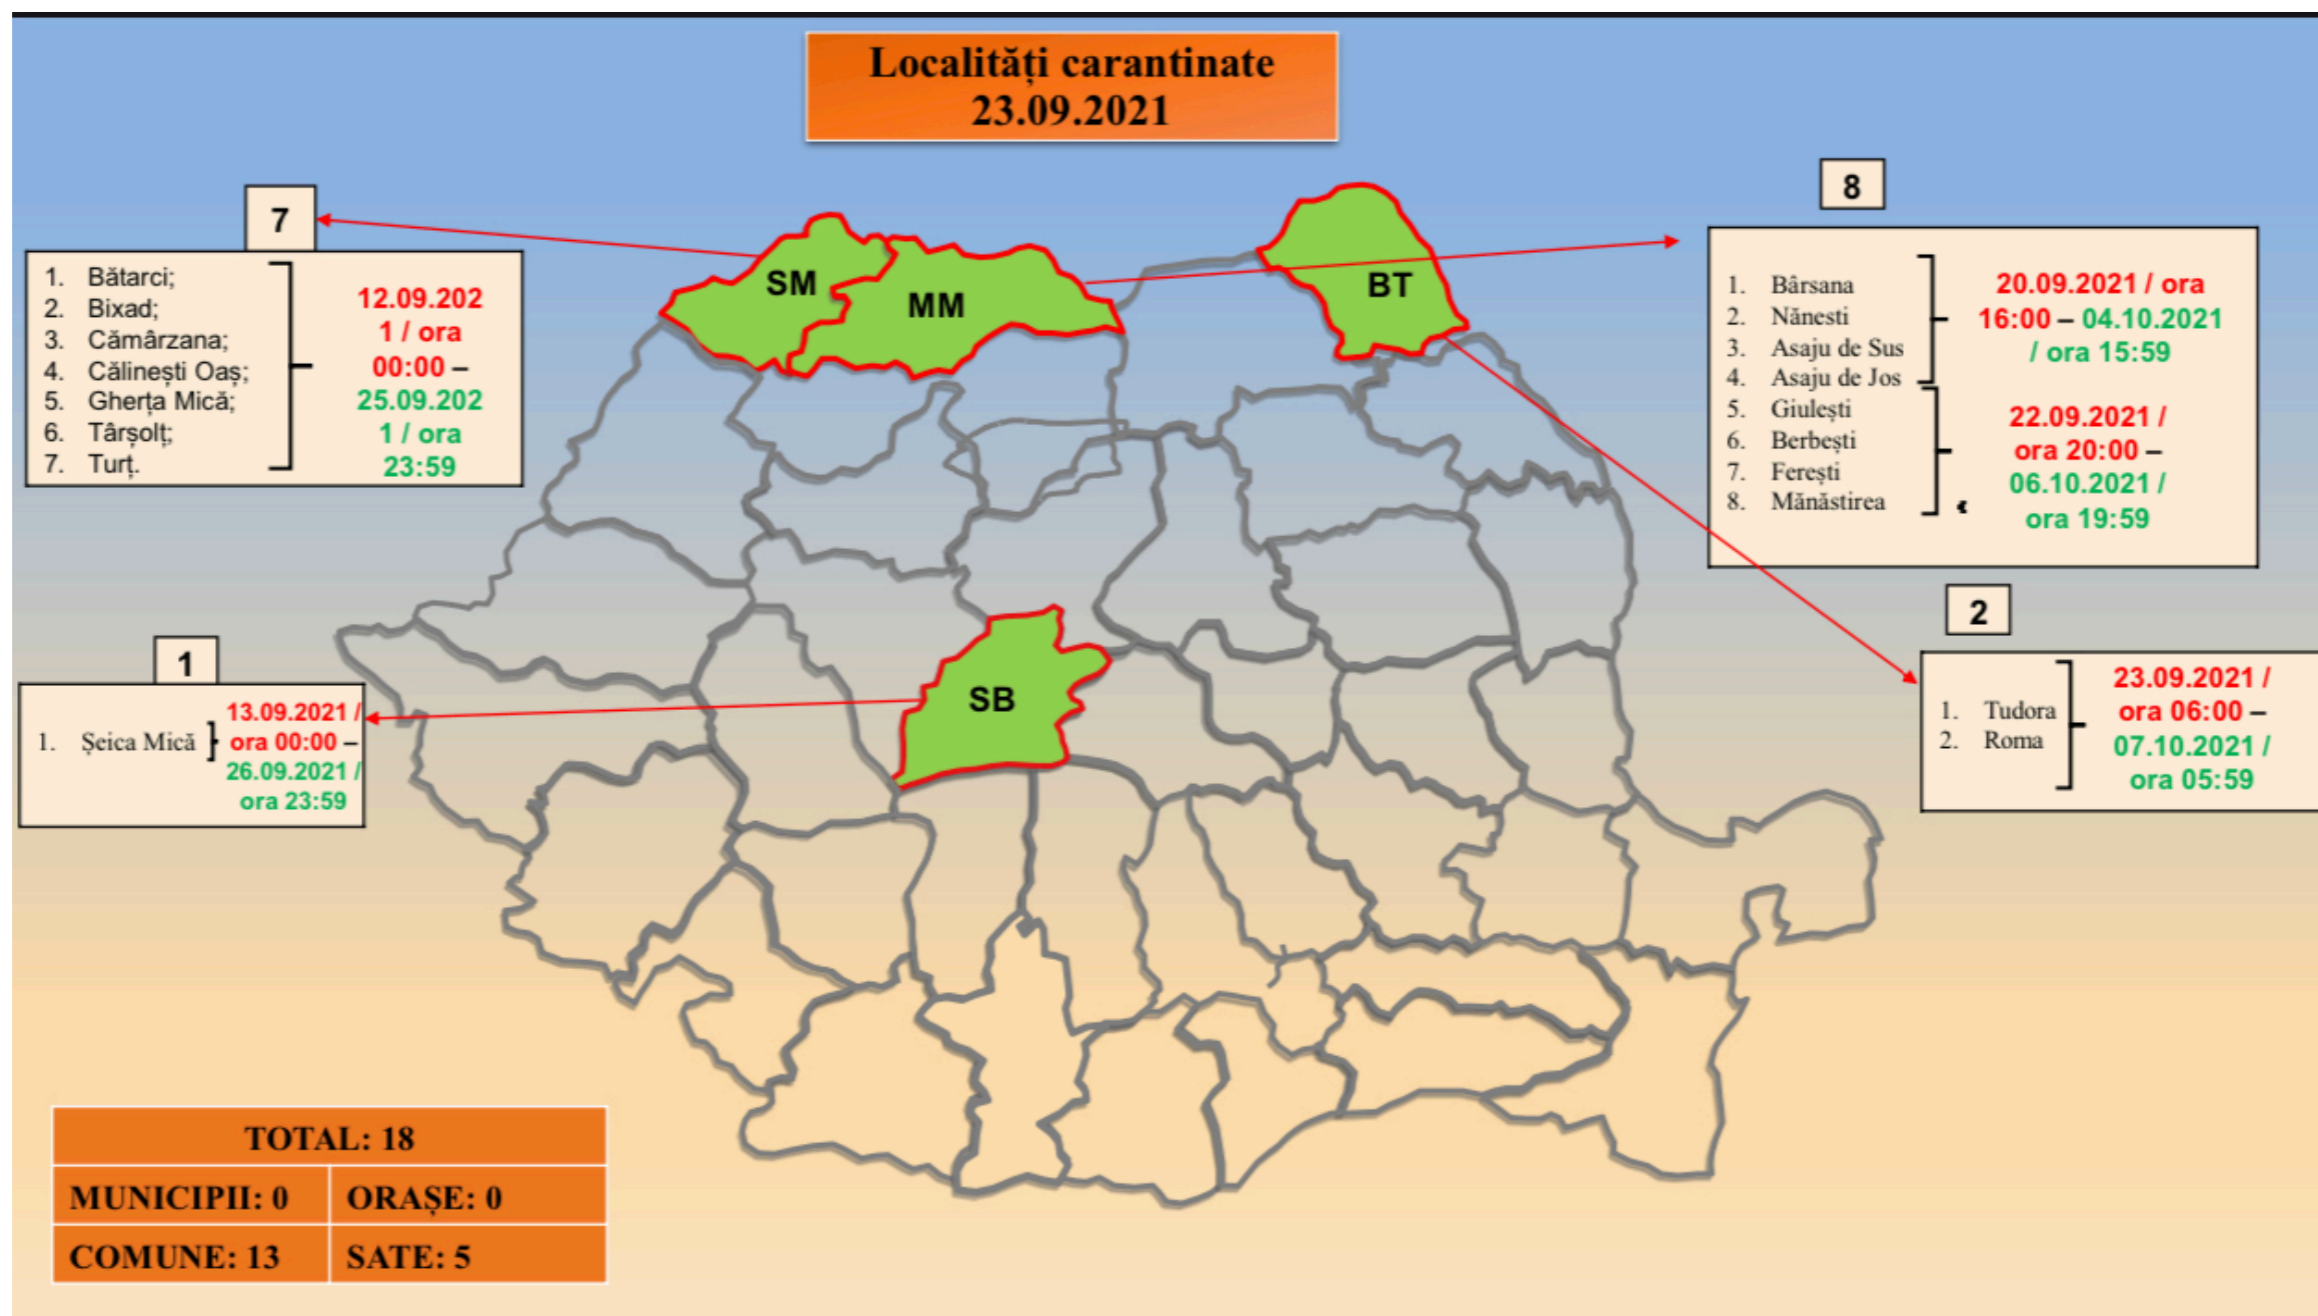 Localități carantinate
23.09.2021
7
1. Bătarci;
2. Bixad;
3. Cămârzana;
4. Călinești Oaș;
5. Gherța Mică;
6. Târșolț;
7. Turț.
12.09.202
1 / ora
00:00 –
25.09.202
1 / ora
23:59
SM
MM
BT
SB
8
1. Bârsana
2. Nănesti
3. Asaju de Sus
4. Asaju de Jos
5. Giulești
6. Berbești
7. Ferești
8. Mănăstirea
20.09.2021 / ora
16:00 – 04.10.2021
/ ora 15:59
22.09.2021 /
ora 20:00 –
06.10.2021 /
ora 19:59
1
1. Șeica Mică
13.09.2021 /
ora 00:00 –
26.09.2021 /
ora 23:59
2
1. Tudora
2. Roma
23.09.2021 /
ora 06:00 –
07.10.2021 /
ora 05:59
TOTAL: 18
MUNICIPII: 0 ORAȘE: 0
COMUNE: 13 SATE: 5